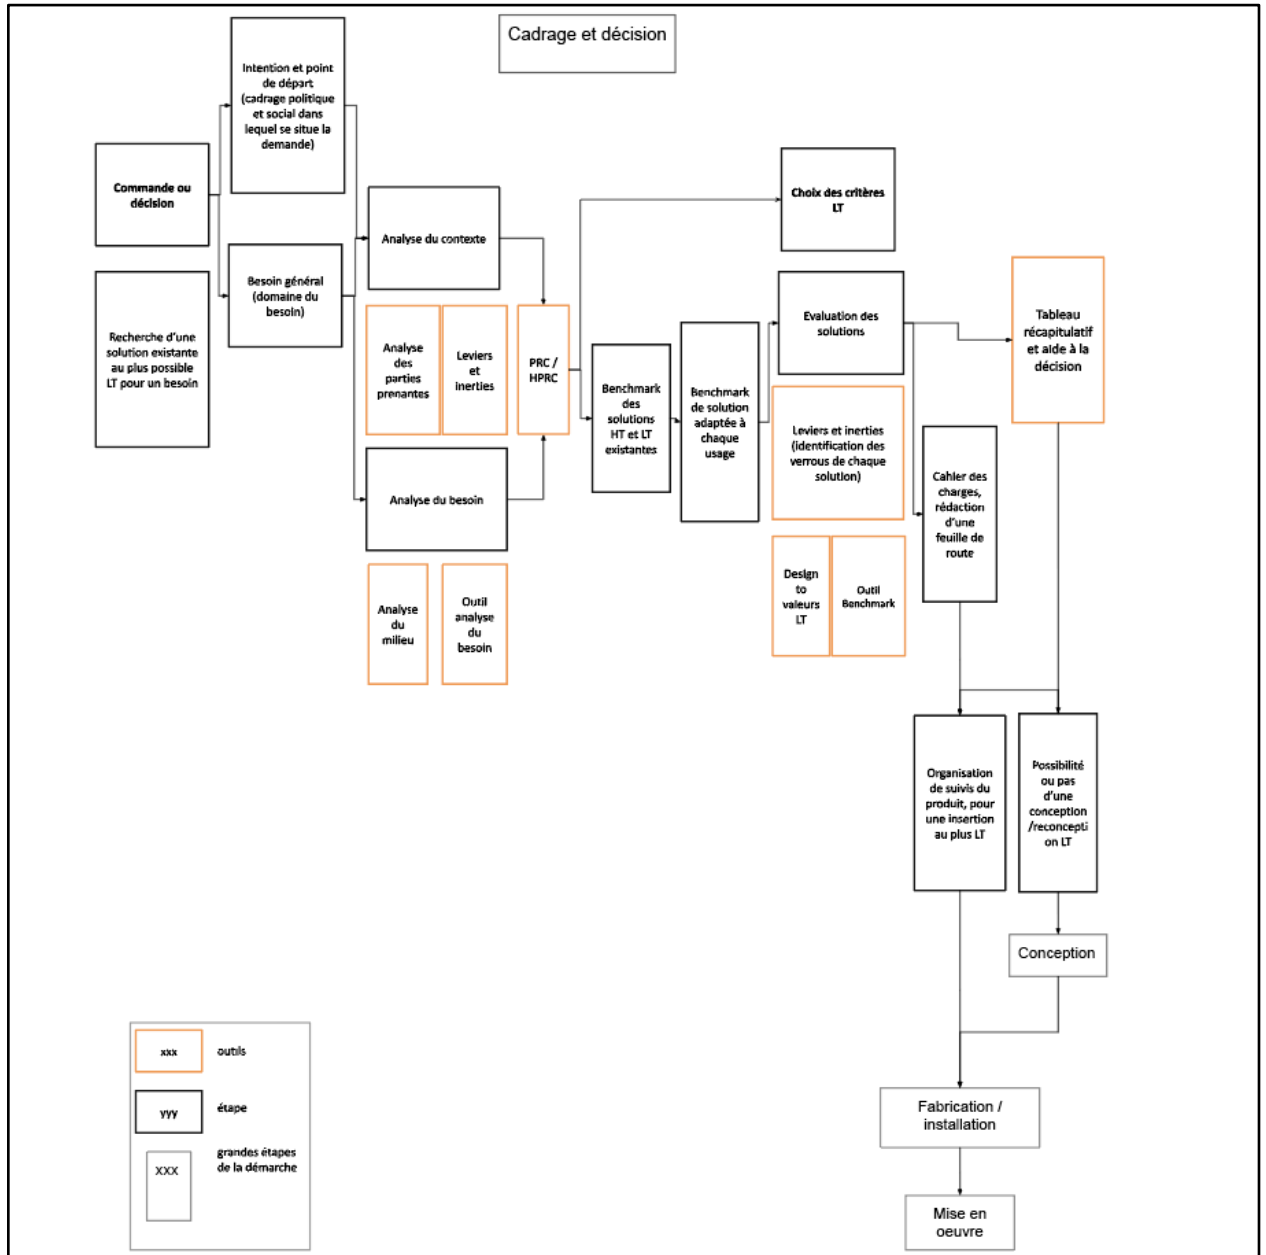 Cadrage et décision
Intention et point
de départ
(cadrage politique
et social dans
lequel se situe la
demande)
Commande ou
décision
Besoin général
(domaine du
besoin)
Recherche d'une
solution existante
au plus possible
LT pour un besoin
Analyse du contexte
Analyse
des
parties
prenantes
Leviers
et
inerties
PRC /
HPRC
Analyse du besoin
Analyse
du
milieu
Outil
analyse
du
besoin
Choix des critères
LT
Benchmark
des
solutions
HT et LT
existantes
Benchmark
de solution
adaptée à
chaque
usage
Evaluation des
solutions
Leviers et inerties
(identification des
verrous de chaque
solution)
Design
to
valeurs
LT
Outil
Benchmark
Cahier des
charges,
rédaction
d'une
feuille de
route
Tableau
récapitulatif
et aide à la
décision
Organisation
de suivis du
produit, pour
une insertion
au plus LT
Possibilité
ou pas
d'une
conception
/reconcepti
on LT
Conception
Fabrication /
installation
Mise en
oeuvre
xxx outils
yyy étape
XXX grandes étapes
de la démarche